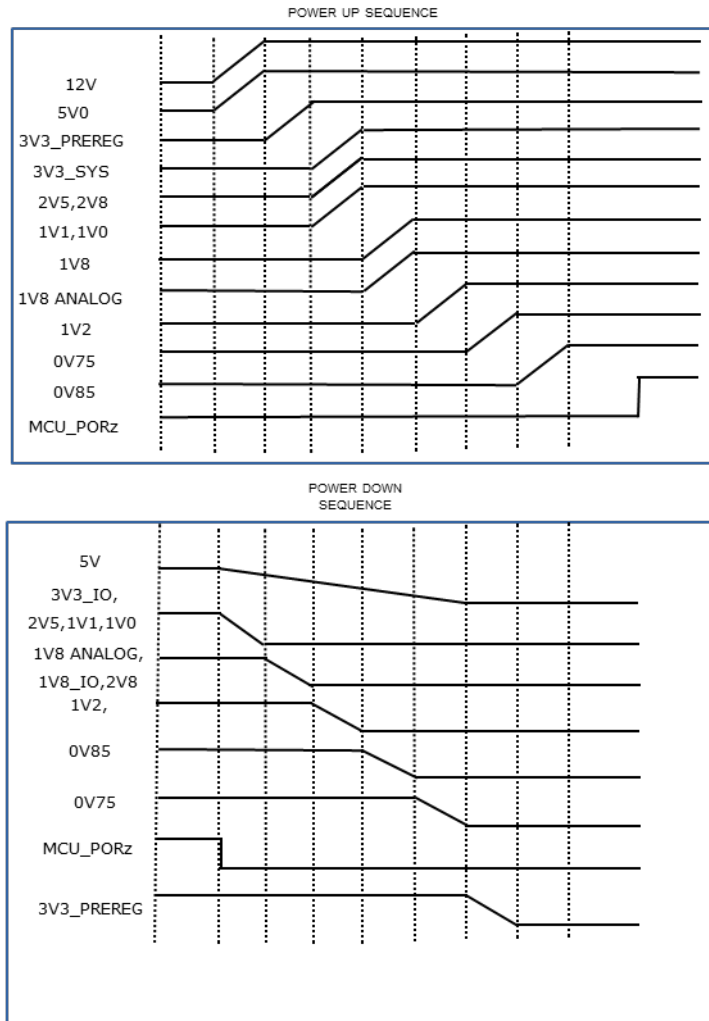 POWER UP SEQUENCE
12V
5V0
3V3_PREREG
3V3_SYS
2V5,2V8
1V1,1V0
1V8
1V8 ANALOG
1V2
0V75
0V85
MCU_PORz
POWER DOWN
SEQUENCE
5V
3V3_IO,
2V5,1V1,1V0
1V8 ANALOG,
1V8_IO,2V8
1V2,
0V85
0V75
MCU_PORz
3V3_PREREG